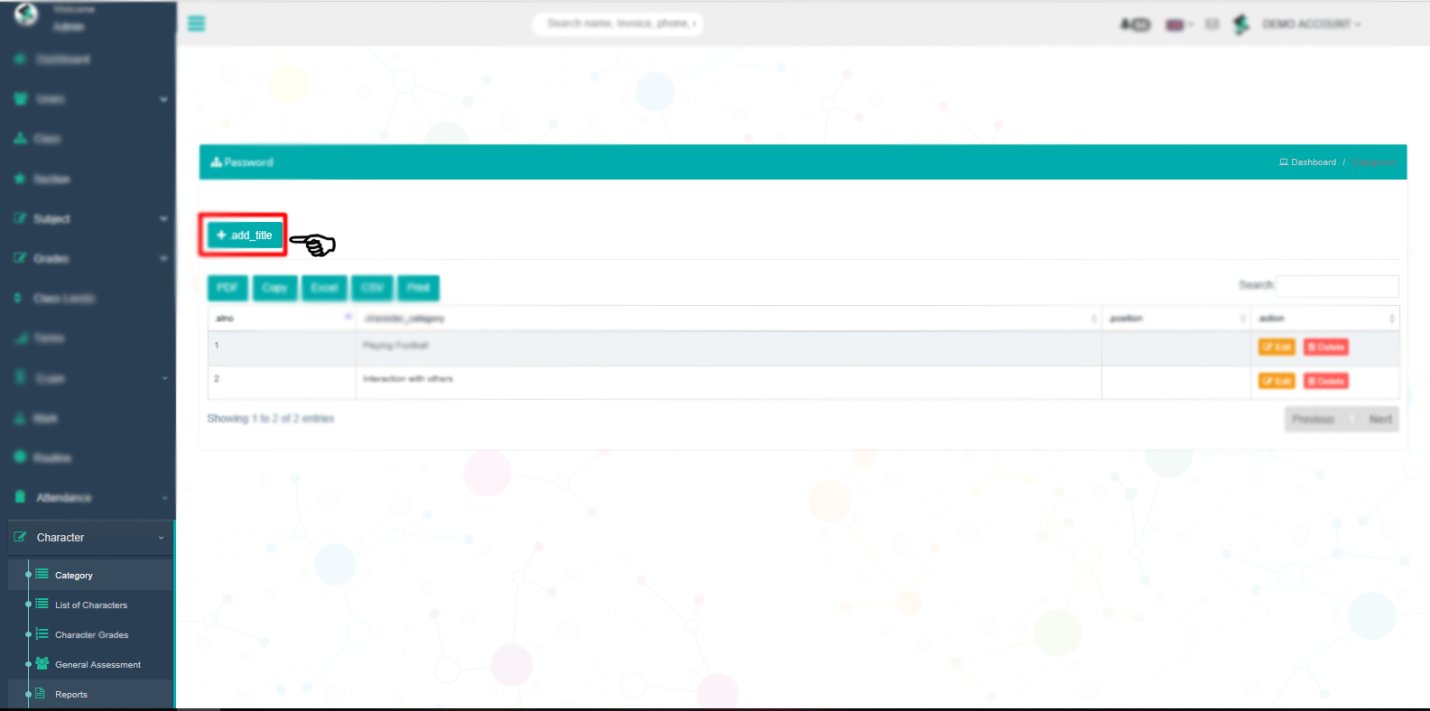 Welcome
Admin
Search name, Invoice, phone,
DEMO ACCOUNT
Dashboard
Users
Class
Section
Subject
Grades
Class Levels
Terms
Exam
Mark
Routine
Attendance
Character
Category
List of Characters
Character Grades
General Assessment
Reports
Password
Dashboard /
+ .add_title
PDF Copy Excel CSV Print
Search:
.slno .character_category .position .action
1 Playing Football Edit Delete
2 Interaction with others Edit Delete
Showing 1 to 2 of 2 entries
Previous 1 Next